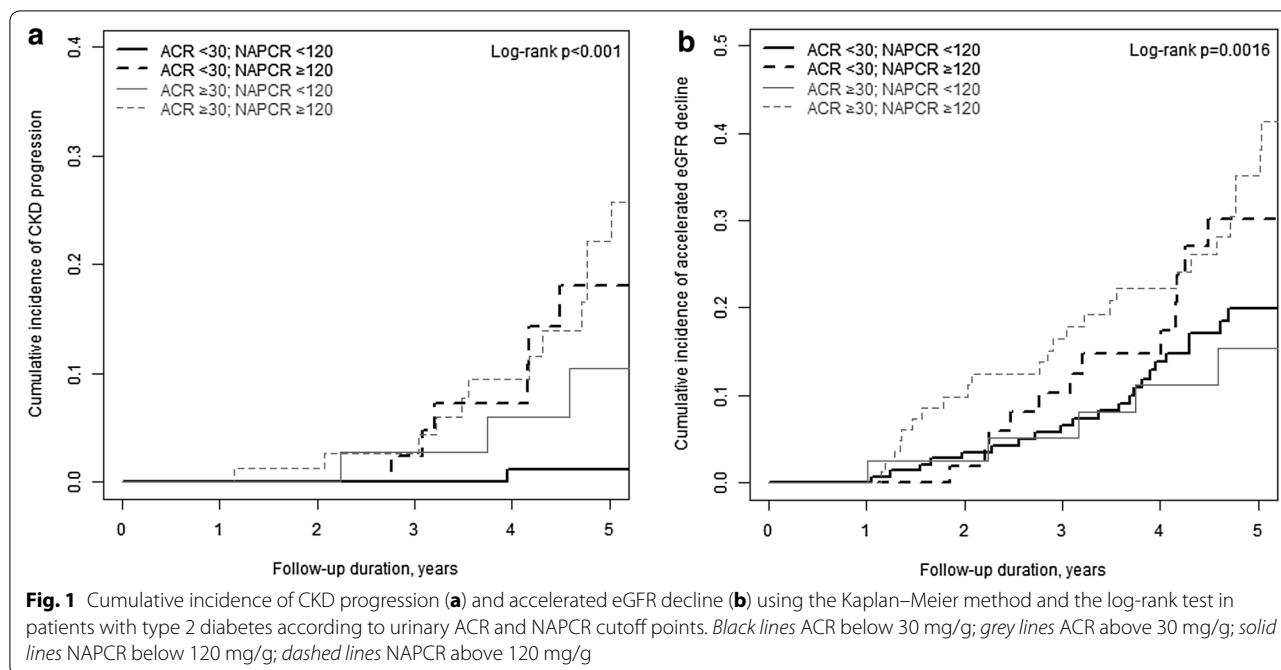 a
ACR <30; NAPCR <120
ACR <30; NAPCR ≥120
ACR ≥30; NAPCR <120
ACR ≥30; NAPCR ≥120
Log-rank p<0.001
Cumulative incidence of CKD progression
0.4
0.3
0.2
0.1
0.0
0 1 2 3 4 5
Follow-up duration, years
b
ACR <30; NAPCR <120
ACR <30; NAPCR ≥120
ACR ≥30; NAPCR <120
ACR ≥30; NAPCR ≥120
Log-rank p=0.0016
Cumulative incidence of accelerated eGFR decline
0.5
0.4
0.3
0.2
0.1
0.0
0 1 2 3 4 5
Follow-up duration, years
Fig. 1 Cumulative incidence of CKD progression (a) and accelerated eGFR decline (b) using the Kaplan–Meier method and the log-rank test in
patients with type 2 diabetes according to urinary ACR and NAPCR cutoff points. Black lines ACR below 30 mg/g; grey lines ACR above 30 mg/g; solid
lines NAPCR below 120 mg/g; dashed lines NAPCR above 120 mg/g